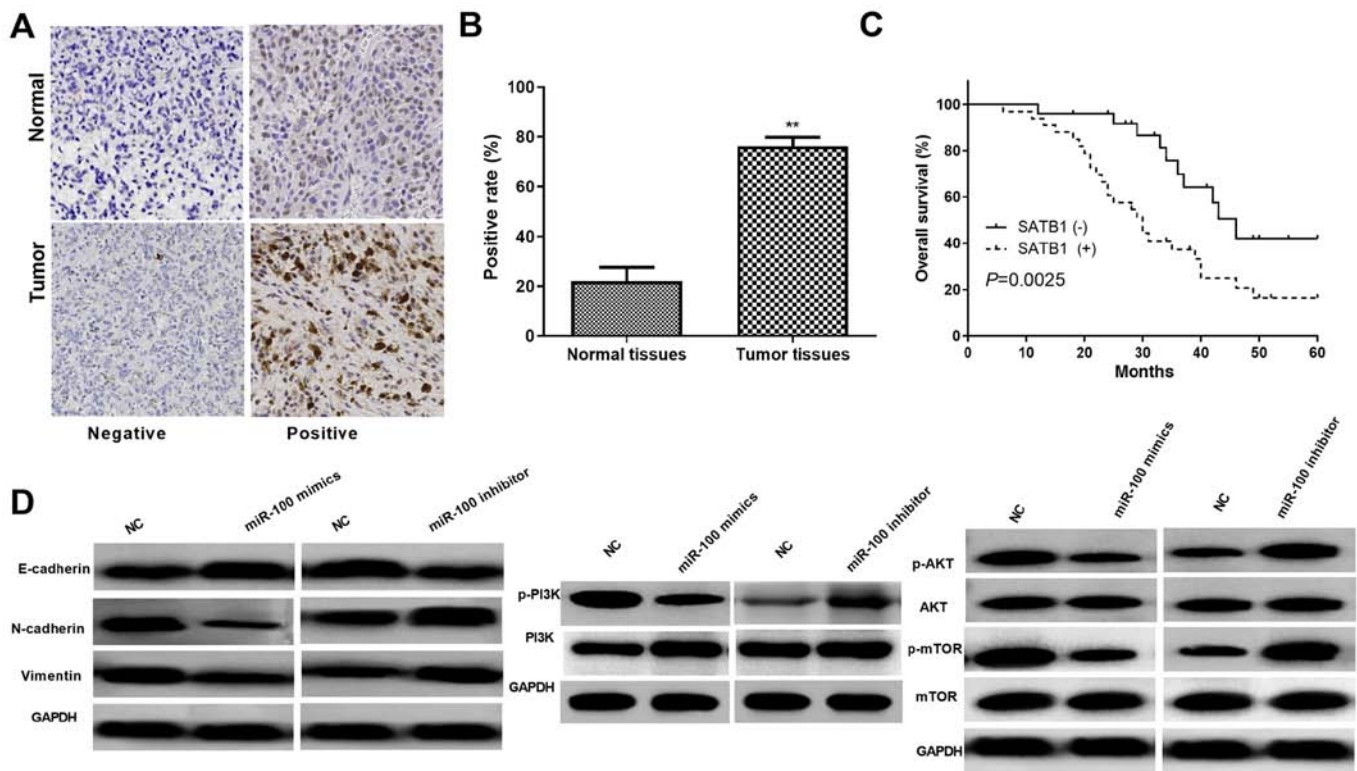 A
Normal
Tumor
Negative
Positive
B
Positive rate (%)
100
80
60
40
20
0
**
Normal tissues
Tumor tissues
C
Overall survival (%)
100
80
60
40
20
0
SATB1 (-)
SATB1 (+)
P=0.0025
0
10
20
30
40
50
60
Months
D
NC
miR-100 mimics
NC
miR-100 inhibitor
E-cadherin
N-cadherin
Vimentin
GAPDH
NC
miR-100 mimics
NC
miR-100 inhibitor
p-PI3K
PI3K
GAPDH
NC
miR-100 mimics
NC
miR-100 inhibitor
p-AKT
AKT
p-mTOR
mTOR
GAPDH